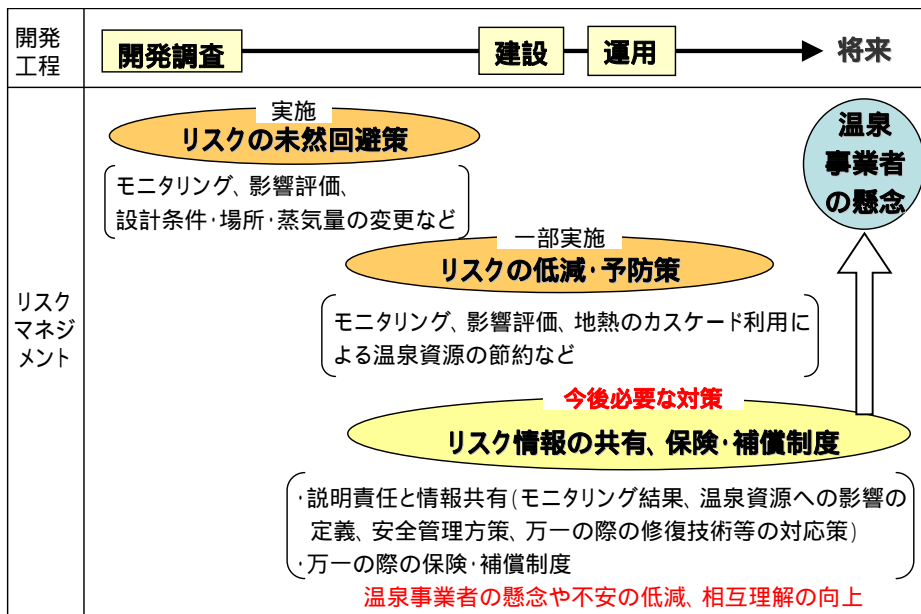 開発
工程
開発調査
建設
運用
将来
リスク
マネジ
メント
実施
リスクの未然回避策
モニタリング、影響評価、
設計条件・場所・蒸気量の変更など
温泉
事業者
の懸念
一部実施
リスクの低減・予防策
モニタリング、影響評価、地熱のカスケード利用に
よる温泉資源の節約など
今後必要な対策
リスク情報の共有、保険・補償制度
・説明責任と情報共有(モニタリング結果、温泉資源への影響の
定義、安全管理方策、万一の際の修復技術等の対応策)
・万一の際の保険・補償制度
温泉事業者の懸念や不安の低減、相互理解の向上